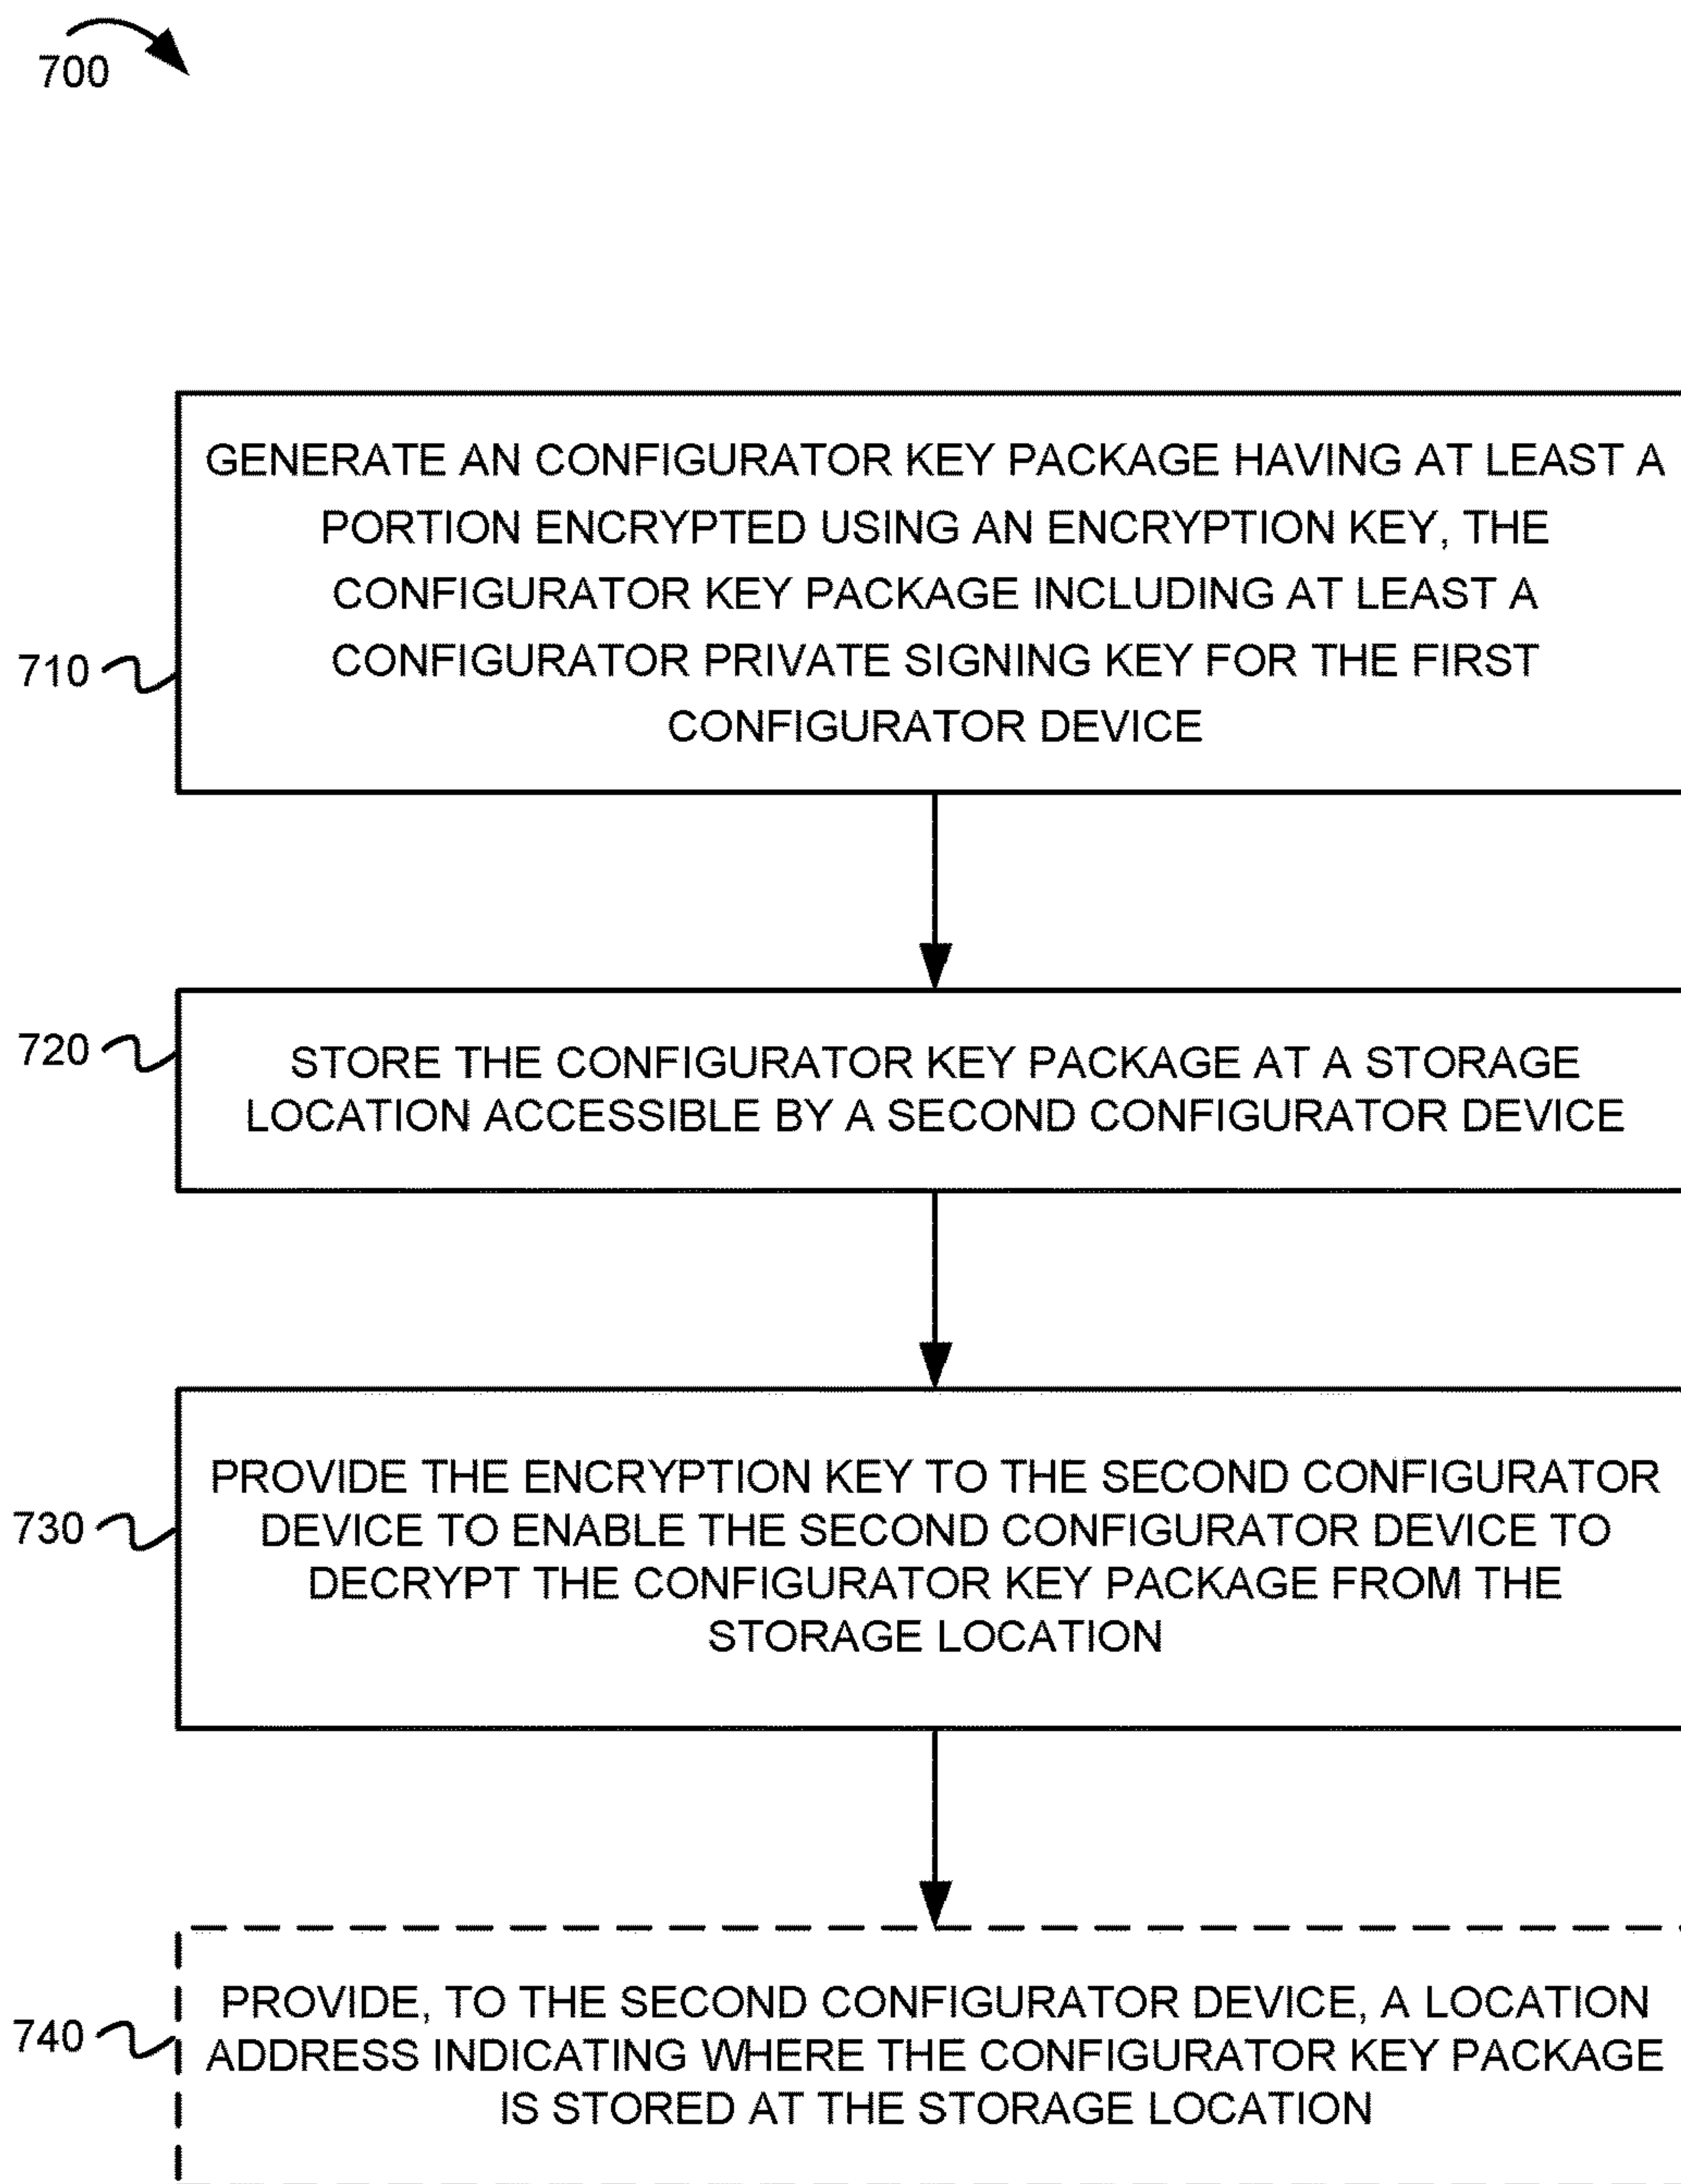 700
GENERATE AN CONFIGURATOR KEY PACKAGE HAVING AT LEAST A
PORTION ENCRYPTED USING AN ENCRYPTION KEY, THE
CONFIGURATOR KEY PACKAGE INCLUDING AT LEAST A
CONFIGURATOR PRIVATE SIGNING KEY FOR THE FIRST
CONFIGURATOR DEVICE
710
720
STORE THE CONFIGURATOR KEY PACKAGE AT A STORAGE
LOCATION ACCESSIBLE BY A SECOND CONFIGURATOR DEVICE
730
PROVIDE THE ENCRYPTION KEY TO THE SECOND CONFIGURATOR
DEVICE TO ENABLE THE SECOND CONFIGURATOR DEVICE TO
DECRYPT THE CONFIGURATOR KEY PACKAGE FROM THE
STORAGE LOCATION
740
PROVIDE, TO THE SECOND CONFIGURATOR DEVICE, A LOCATION
ADDRESS INDICATING WHERE THE CONFIGURATOR KEY PACKAGE
IS STORED AT THE STORAGE LOCATION